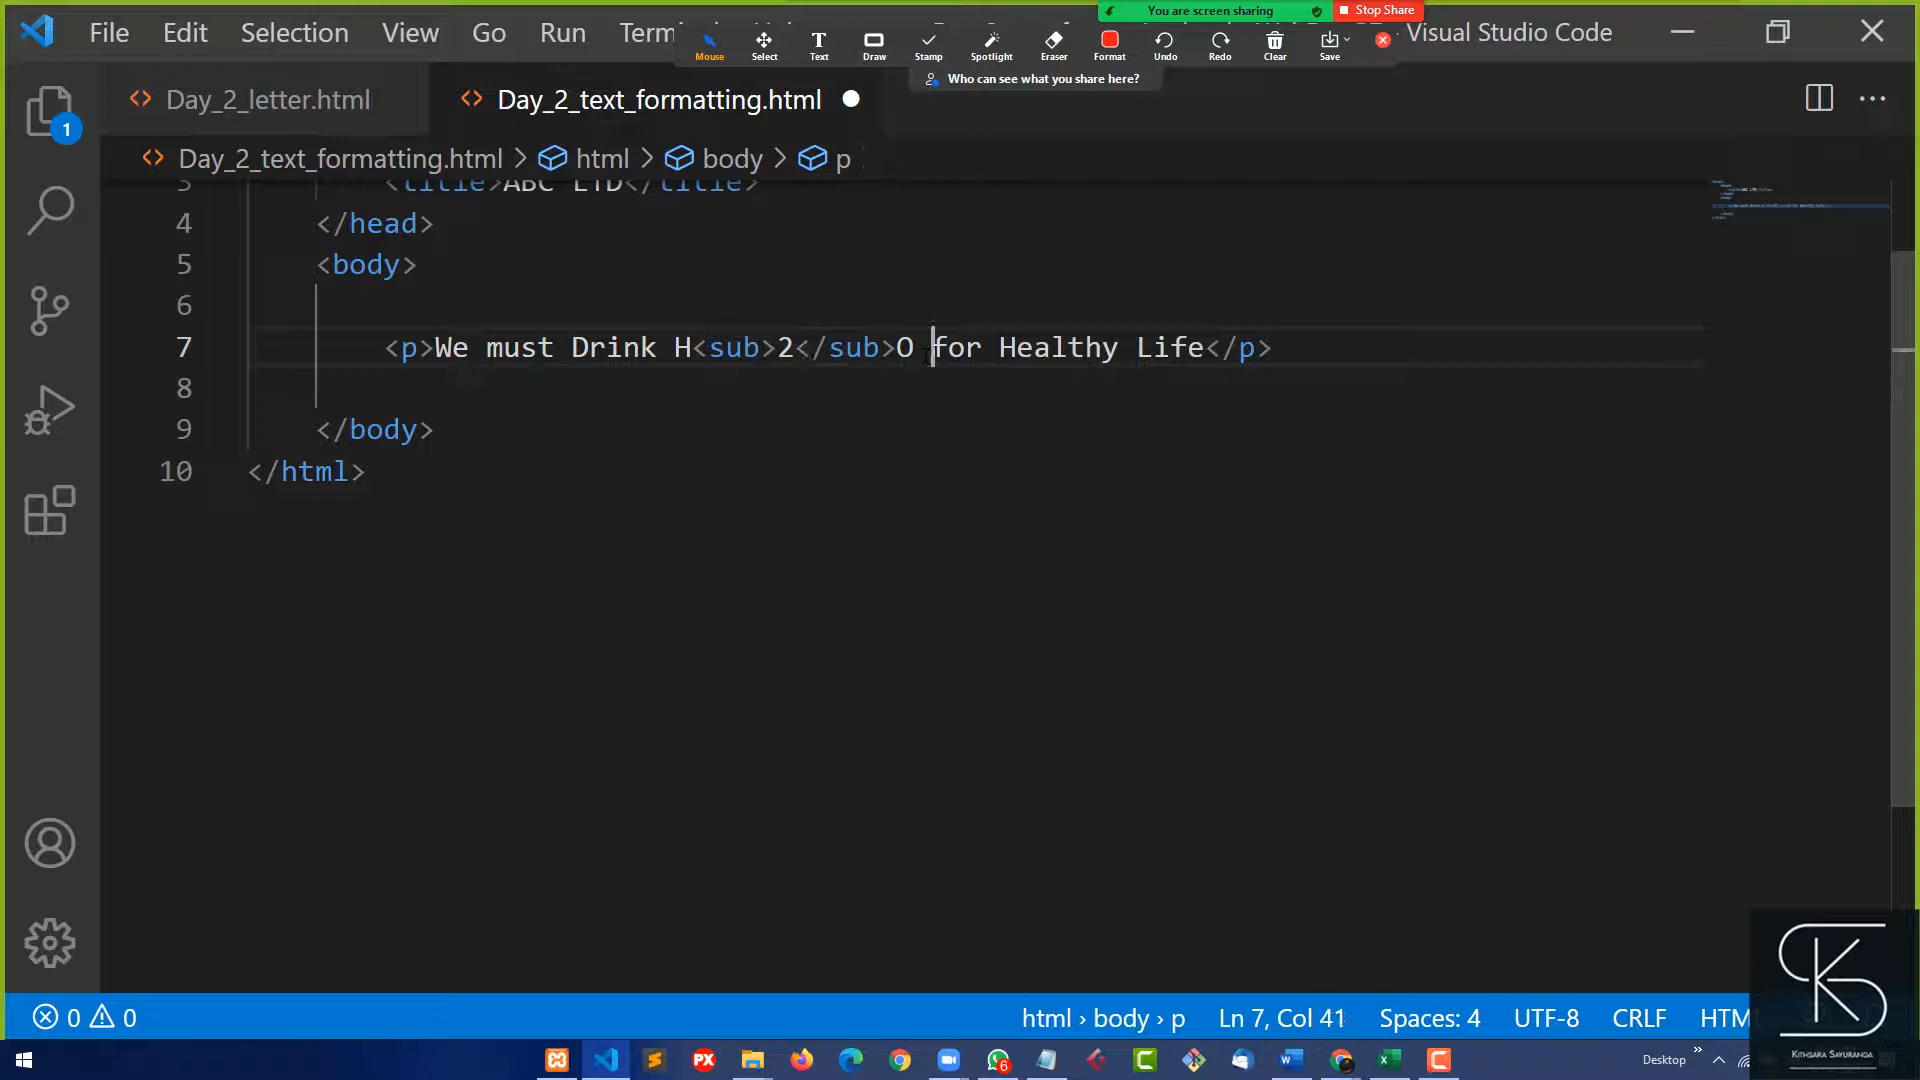 You are screen sharing Stop Share
File Edit Selection View Go Run Term Visual Studio Code
Mouse Select Text Draw Stamp Spotlight Eraser Format Undo Redo Clear Save
Who can see what you share here?
Day_2_letter.html Day_2_text_formatting.html
Day_2_text_formatting.html > html > body > p
3 <title>ABC LTD</title>
4 </head>
5 <body>
6
7 <p>We must Drink H<sub>2</sub>O for Healthy Life</p>
8
9 </body>
10 </html>
1
0 0 html › body › p Ln 7, Col 41 Spaces: 4 UTF-8 CRLF HTM
PX 6 Desktop
KITHSARA SAYURANGA